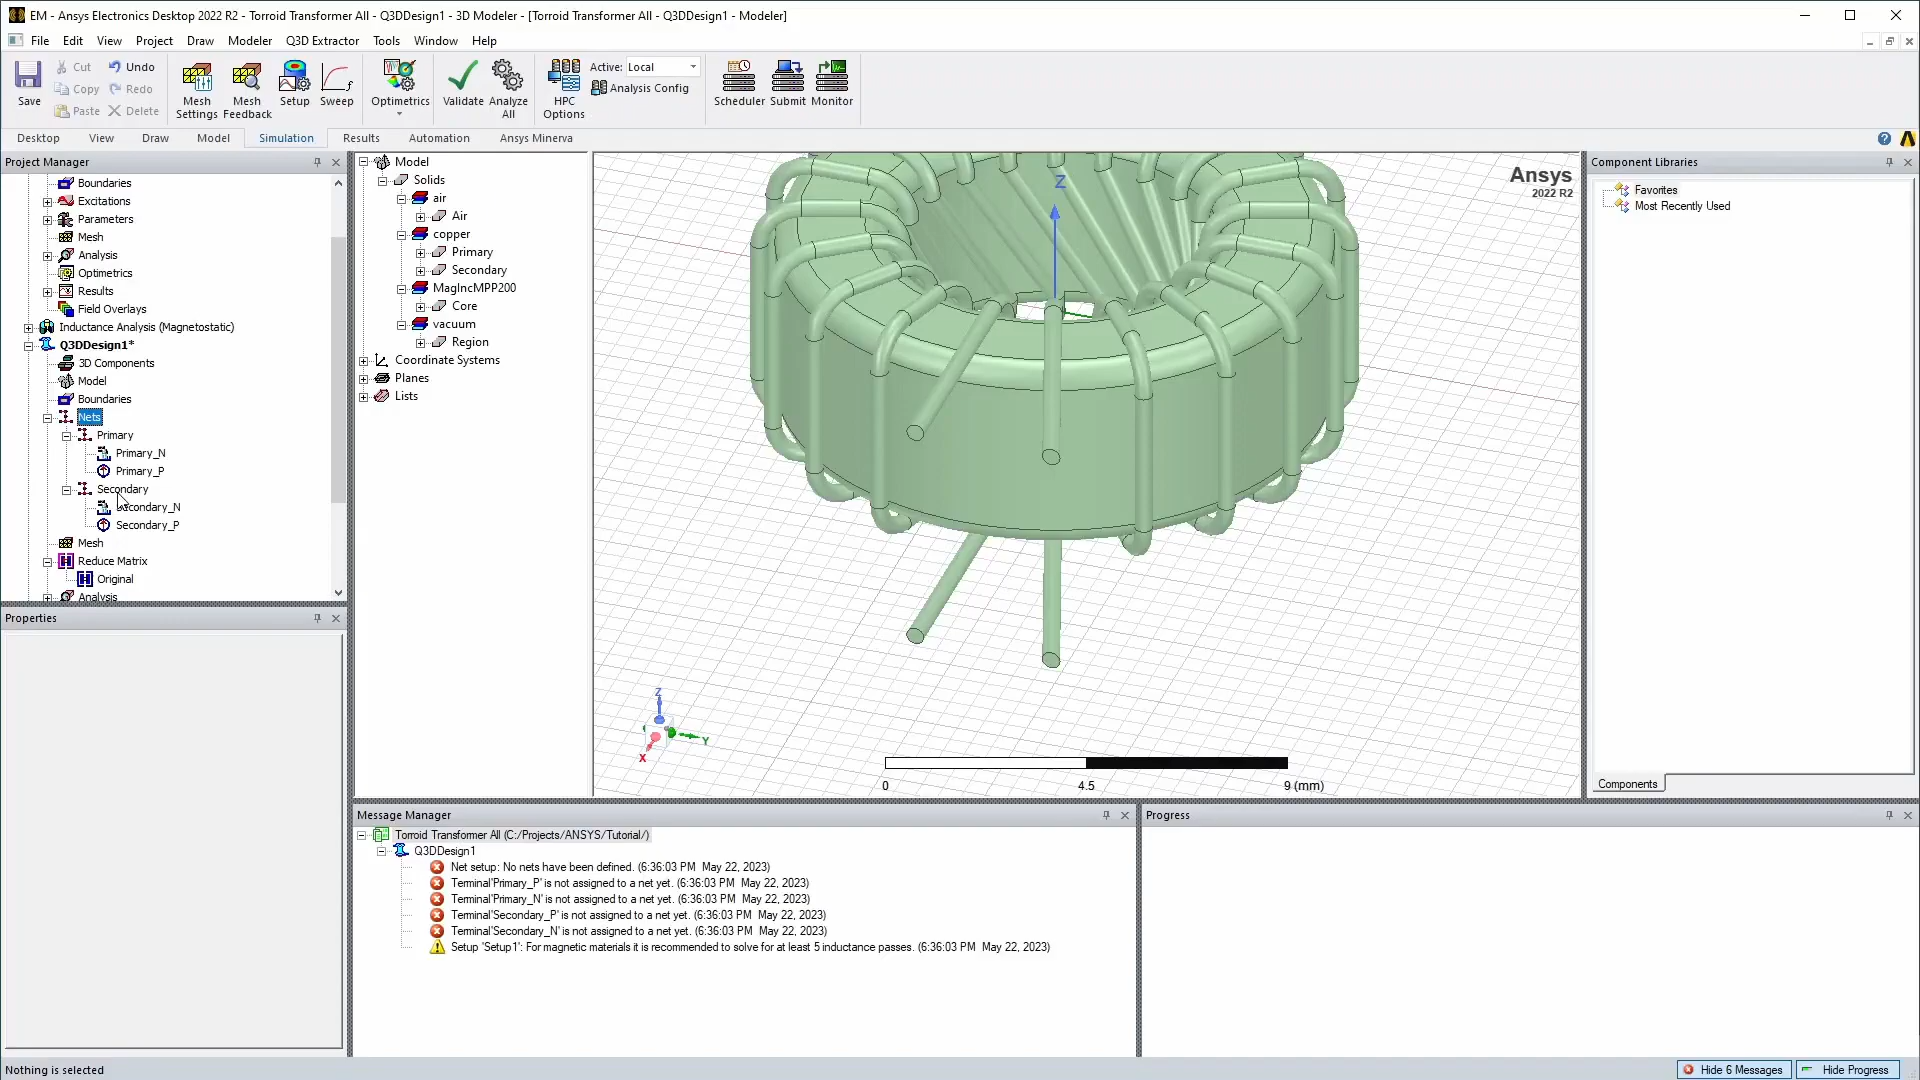 EM - Ansys Electronics Desktop 2022 R2 - Torroid Transformer All - Q3DDesign1 - 3D Modeler - [Torroid Transformer All - Q3DDesign1 - Modeler]
File Edit View Project Draw Modeler Q3D Extractor Tools Window Help
Save
Cut
Copy
Paste
Undo
Redo
Delete
Mesh Settings
Mesh Feedback
Setup
Sweep
Optimetrics
Validate
Analyze All
HPC Options
Active: Local
Analysis Config
Scheduler
Submit
Monitor
Desktop View Draw Model Simulation Results Automation Ansys Minerva
Project Manager
Boundaries
Excitations
Parameters
Mesh
Analysis
Optimetrics
Results
Field Overlays
Inductance Analysis (Magnetostatic)
Q3DDesign1*
3D Components
Model
Boundaries
Nets
Primary
Primary_N
Primary_P
Secondary
econdary_N
Secondary_P
Mesh
Reduce Matrix
Original
Analysis
Properties
Model
Solids
air
Air
copper
Primary
Secondary
MagIncMPP200
Core
vacuum
Region
Coordinate Systems
Planes
Lists
Z
Ansys
2022 R2
Z
Y
X
0 4.5 9 (mm)
Component Libraries
Favorites
Most Recently Used
Components
Message Manager
Torroid Transformer All (C:/Projects/ANSYS/Tutorial/)
Q3DDesign1
Net setup: No nets have been defined. (6:36:03 PM May 22, 2023)
Terminal'Primary_P' is not assigned to a net yet. (6:36:03 PM May 22, 2023)
Terminal'Primary_N' is not assigned to a net yet. (6:36:03 PM May 22, 2023)
Terminal'Secondary_P' is not assigned to a net yet. (6:36:03 PM May 22, 2023)
Terminal'Secondary_N' is not assigned to a net yet. (6:36:03 PM May 22, 2023)
Setup 'Setup1': For magnetic materials it is recommended to solve for at least 5 inductance passes. (6:36:03 PM May 22, 2023)
Progress
Nothing is selected
Hide 6 Messages
Hide Progress